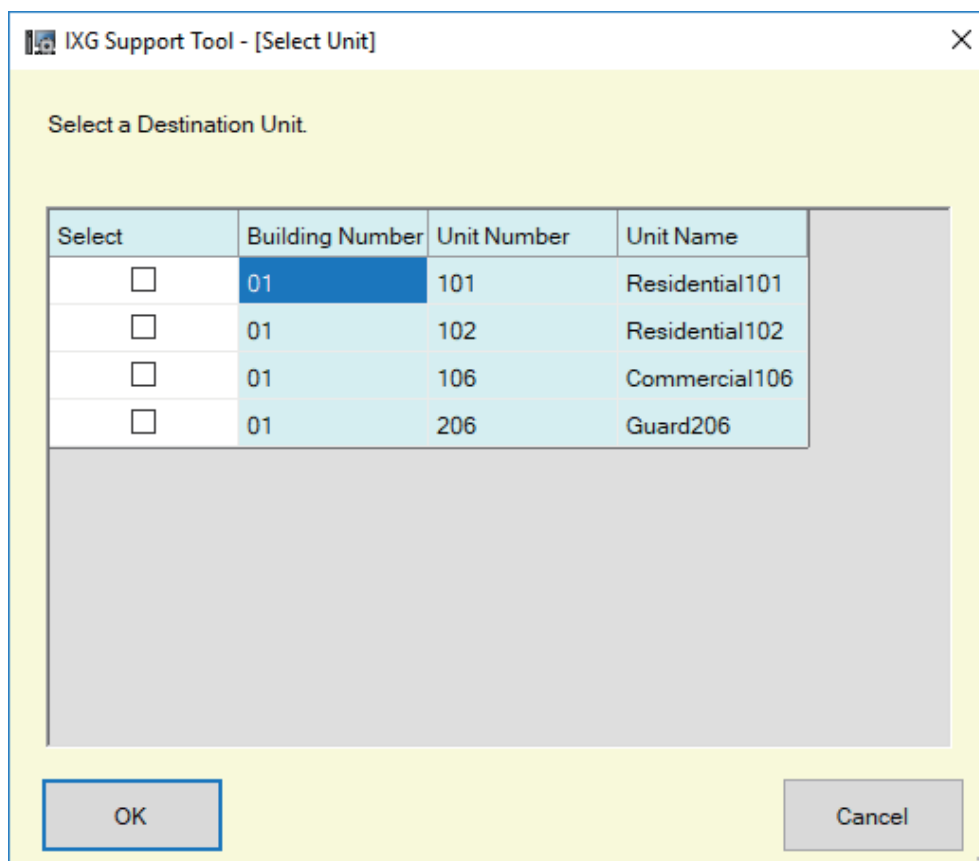 IXG Support Tool - [Select Unit]
Select a Destination Unit.
Select Building Number Unit Number Unit Name
01 101 Residential101
01 102 Residential102
01 106 Commercial106
01 206 Guard206
OK Cancel